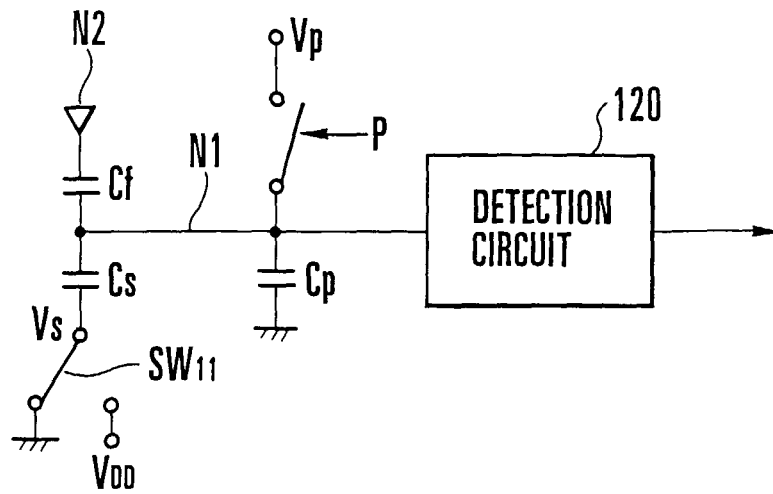 N2
Vp
120
P
N1
Cf
DETECTION
CIRCUIT
Cs
Cp
Vs
SW11
VDD